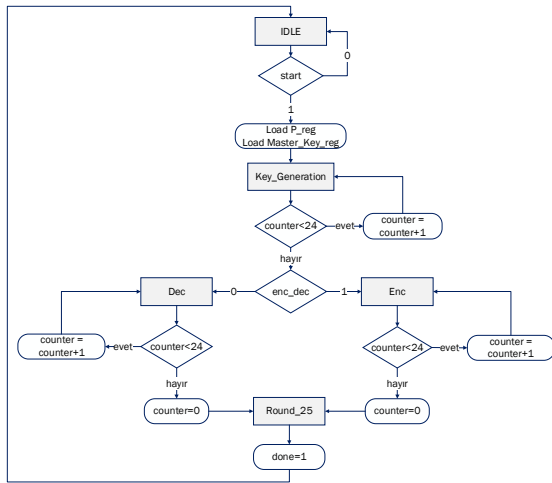 IDLE
0
start
1
Load P_reg
Load Master_Key_reg
Key_Generation
counter<24
evet
counter =
counter+1
hayır
Dec
0
enc_dec
1
Enc
counter =
counter+1
evet
counter<24
counter<24
evet
counter =
counter+1
hayır
hayır
counter=0
Round_25
counter=0
done=1